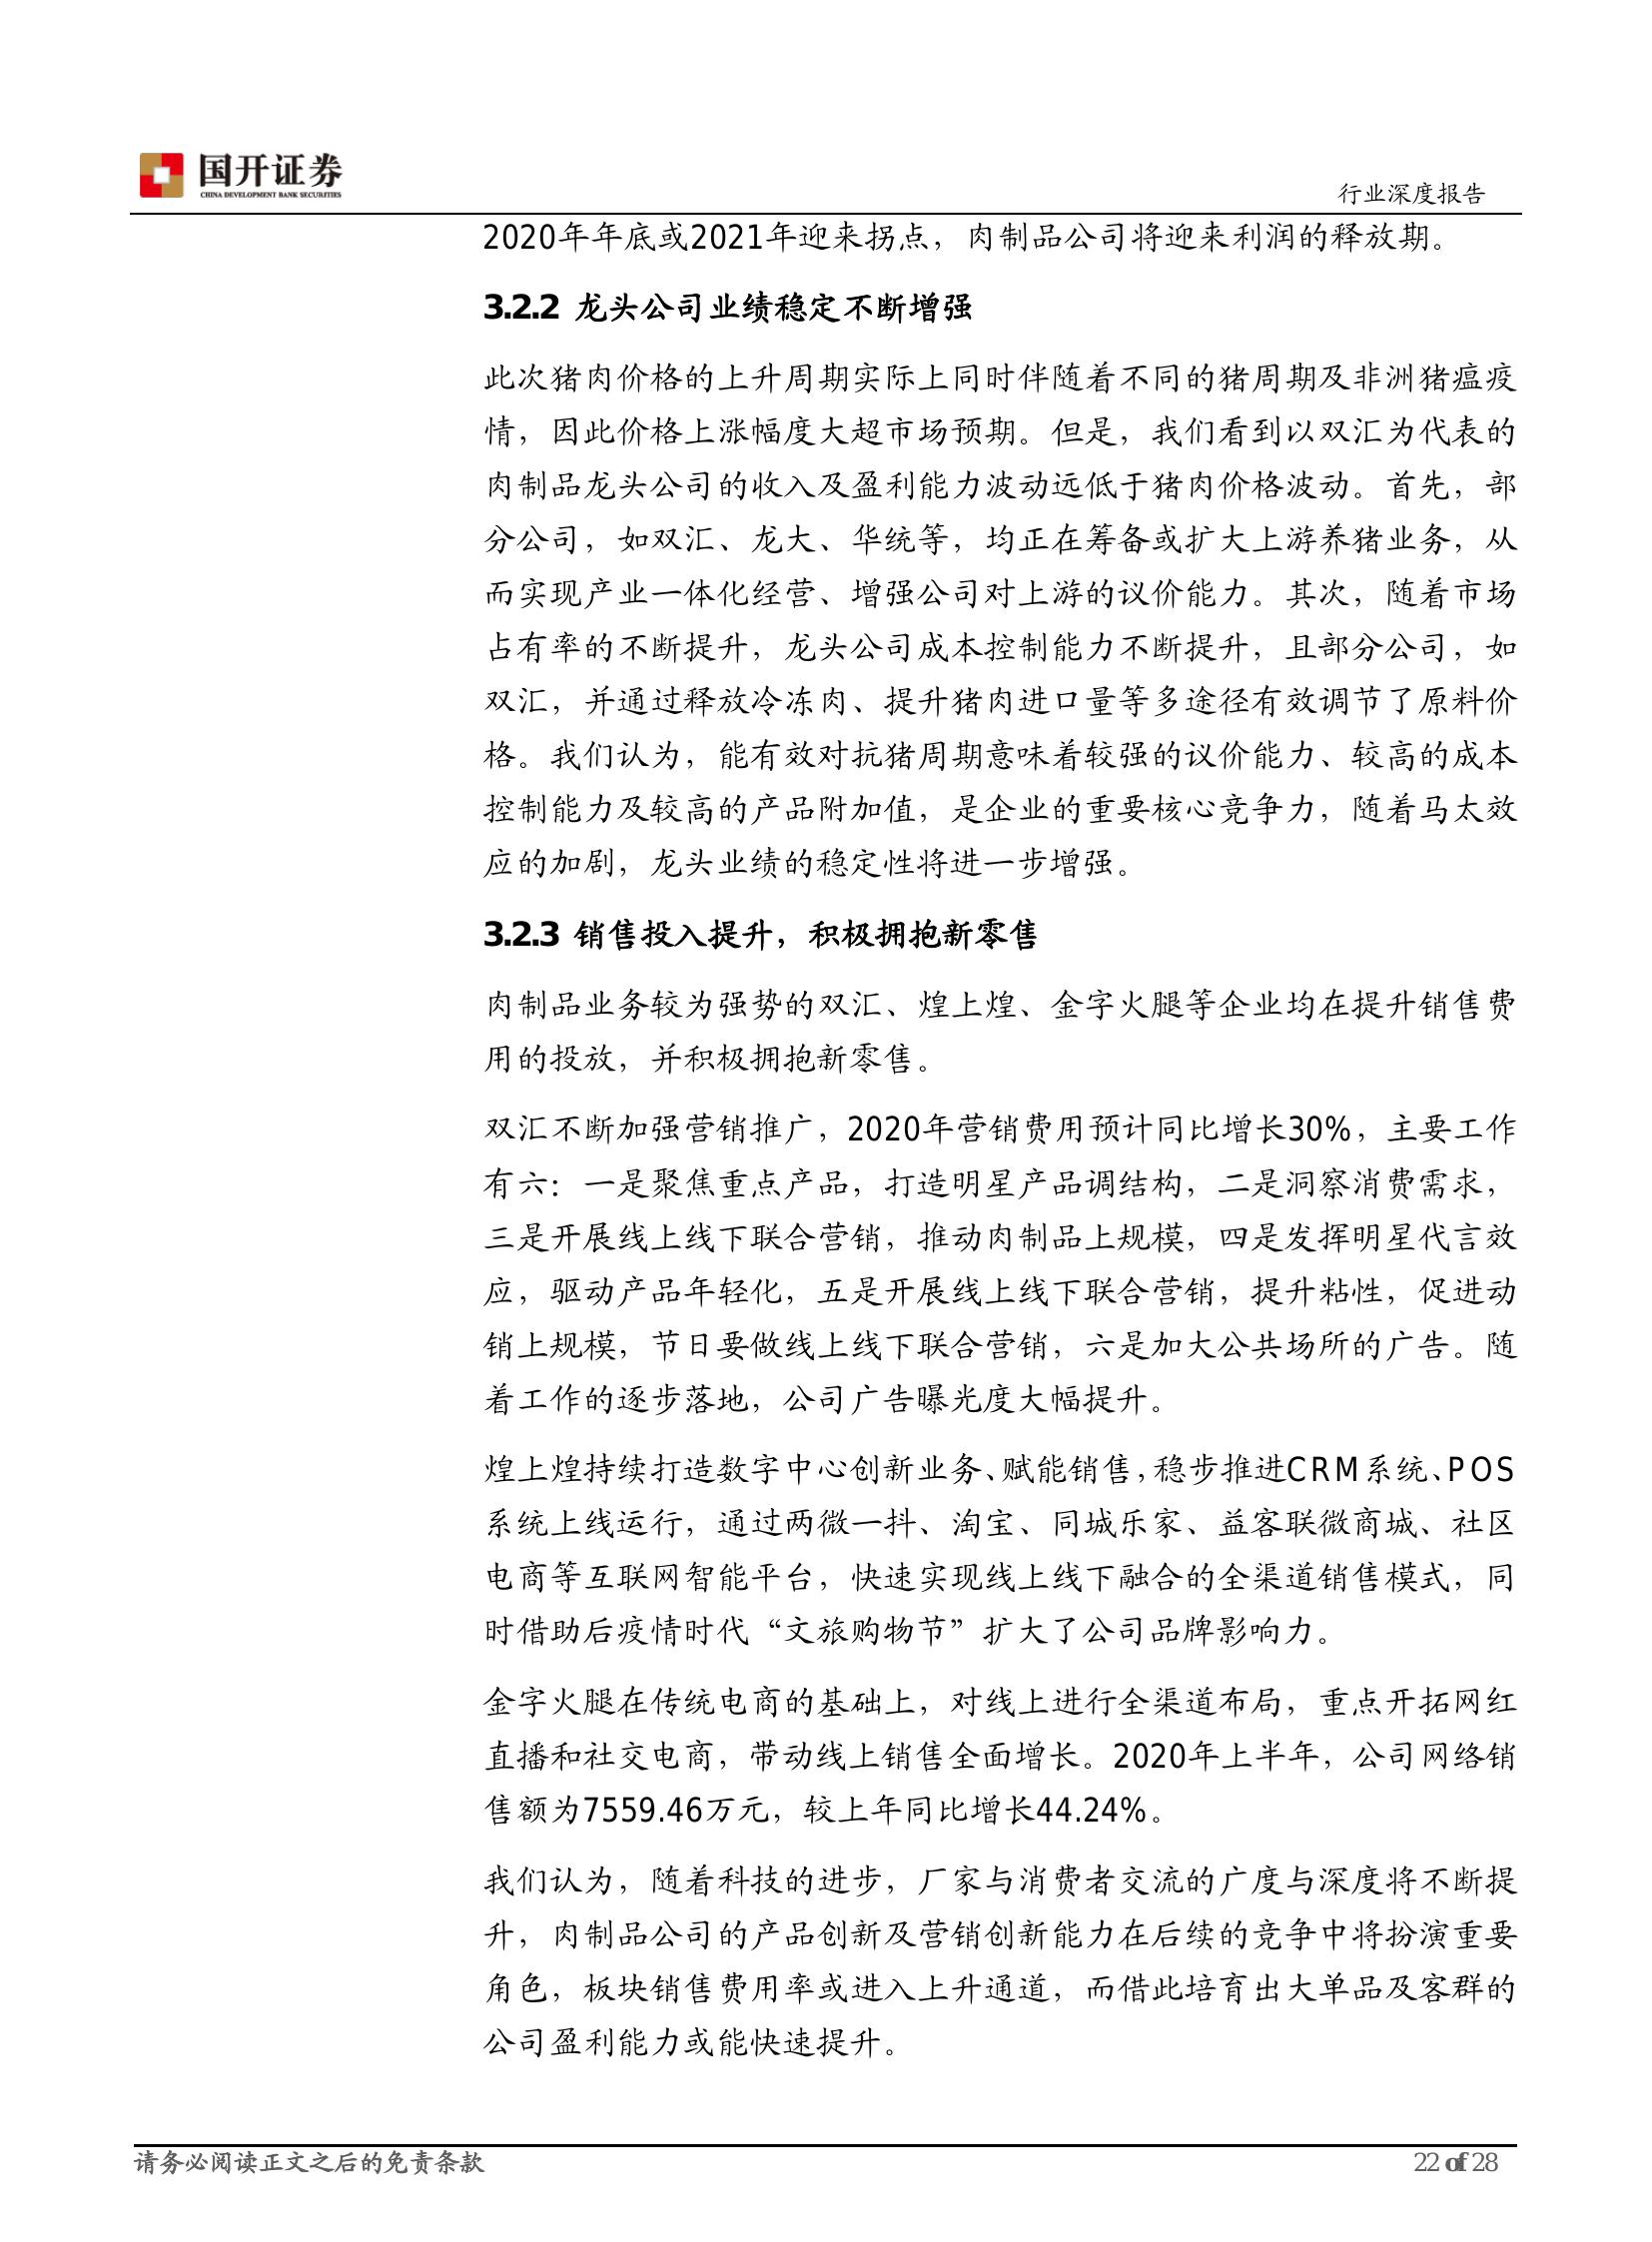 国开证券
CHINA DEVELOPMENT BANK SECURITIES
行业深度报告
2020年年底或2021年迎来拐点，肉制品公司将迎来利润的释放期。
3.2.2 龙头公司业绩稳定不断增强
此次猪肉价格的上升周期实际上同时伴随着不同的猪周期及非洲猪瘟疫
情，因此价格上涨幅度大超市场预期。但是，我们看到以双汇为代表的
肉制品龙头公司的收入及盈利能力波动远低于猪肉价格波动。首先，部
分公司，如双汇、龙大、华统等，均正在筹备或扩大上游养猪业务，从
而实现产业一体化经营、增强公司对上游的议价能力。其次，随着市场
占有率的不断提升，龙头公司成本控制能力不断提升，且部分公司，如
双汇，并通过释放冷冻肉、提升猪肉进口量等多途径有效调节了原料价
格。我们认为，能有效对抗猪周期意味着较强的议价能力、较高的成本
控制能力及较高的产品附加值，是企业的重要核心竞争力，随着马太效
应的加剧，龙头业绩的稳定性将进一步增强。
3.2.3 销售投入提升，积极拥抱新零售
肉制品业务较为强势的双汇、煌上煌、金字火腿等企业均在提升销售费
用的投放，并积极拥抱新零售。
双汇不断加强营销推广，2020年营销费用预计同比增长30%，主要工作
有六：一是聚焦重点产品，打造明星产品调结构，二是洞察消费需求，
三是开展线上线下联合营销，推动肉制品上规模，四是发挥明星代言效
应，驱动产品年轻化，五是开展线上线下联合营销，提升粘性，促进动
销上规模，节日要做线上线下联合营销，六是加大公共场所的广告。随
着工作的逐步落地，公司广告曝光度大幅提升。
煌上煌持续打造数字中心创新业务、赋能销售，稳步推进CRM系统、POS
系统上线运行，通过两微一抖、淘宝、同城乐家、益客联微商城、社区
电商等互联网智能平台，快速实现线上线下融合的全渠道销售模式，同
时借助后疫情时代“文旅购物节”扩大了公司品牌影响力。
金字火腿在传统电商的基础上，对线上进行全渠道布局，重点开拓网红
直播和社交电商，带动线上销售全面增长。2020年上半年，公司网络销
售额为7559.46万元，较上年同比增长44.24%。
我们认为，随着科技的进步，厂家与消费者交流的广度与深度将不断提
升，肉制品公司的产品创新及营销创新能力在后续的竞争中将扮演重要
角色，板块销售费用率或进入上升通道，而借此培育出大单品及客群的
公司盈利能力或能快速提升。
请务必阅读正文之后的免责条款
22 of 28